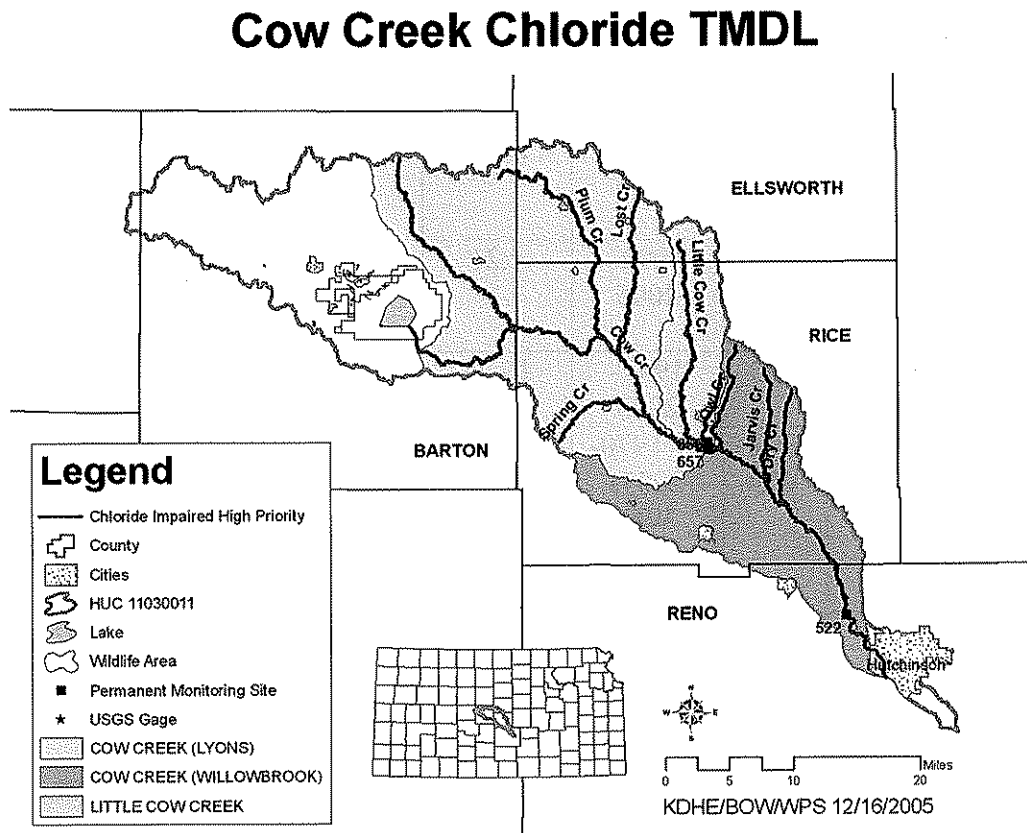 Cow Creek Chloride TMDL
ELLSWORTH
Plum Cr
Lost Cr
Little Cow Cr
RICE
Cow Cr
Owl Cr
Jarvis Cr
Dry Cr
Spring Cr
BARTON
657
RENO
522
Hutchinson
Legend
Chloride Impaired High Priority
County
Cities
HUC 11030011
Lake
Wildlife Area
Permanent Monitoring Site
USGS Gage
COW CREEK (LYONS)
COW CREEK (WILLOWBROOK)
LITTLE COW CREEK
N
W E
S
Miles
0 5 10 20
KDHE/BOW/WPS 12/16/2005